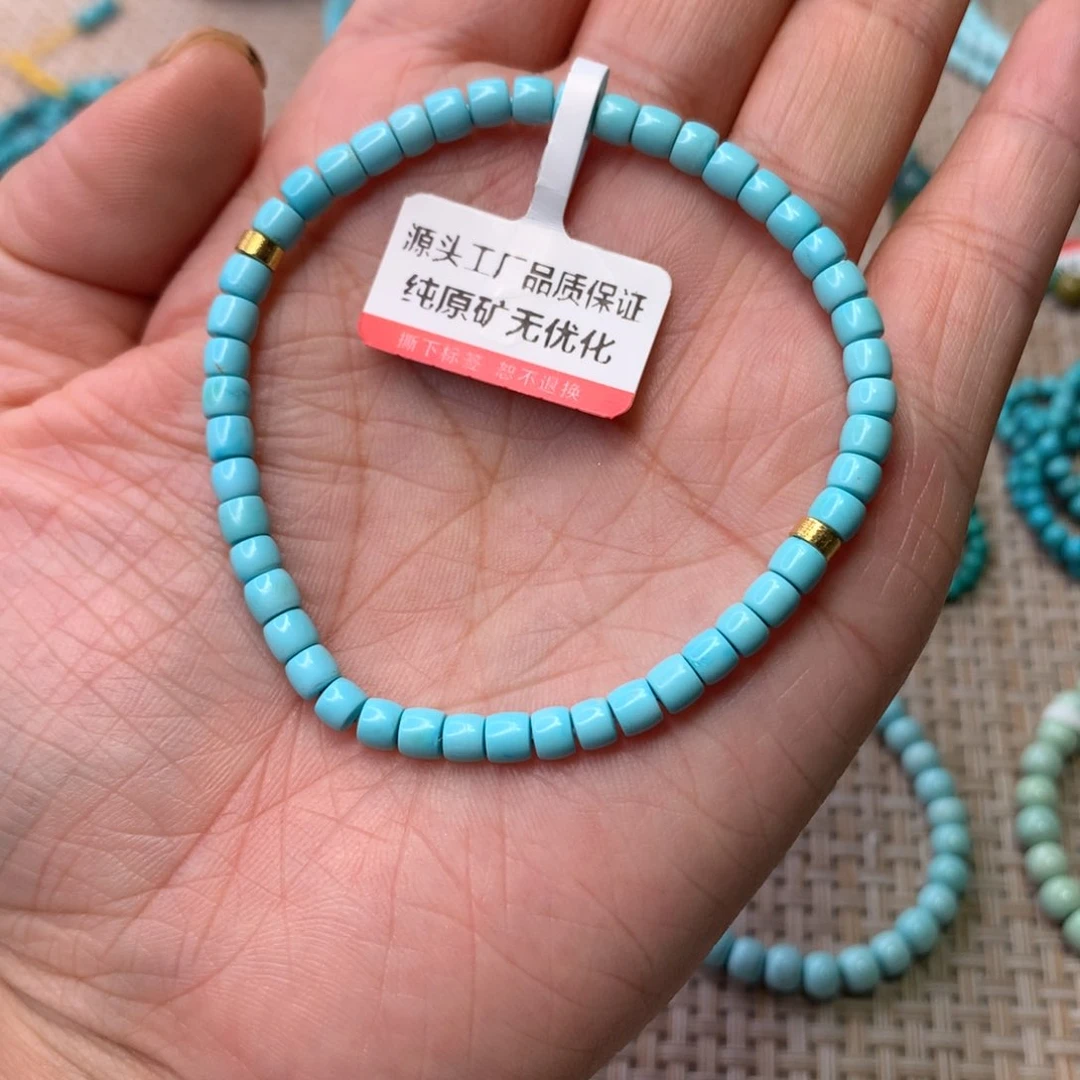 源头工厂品质保证
纯原矿无优化
撕下标签 恕不退换